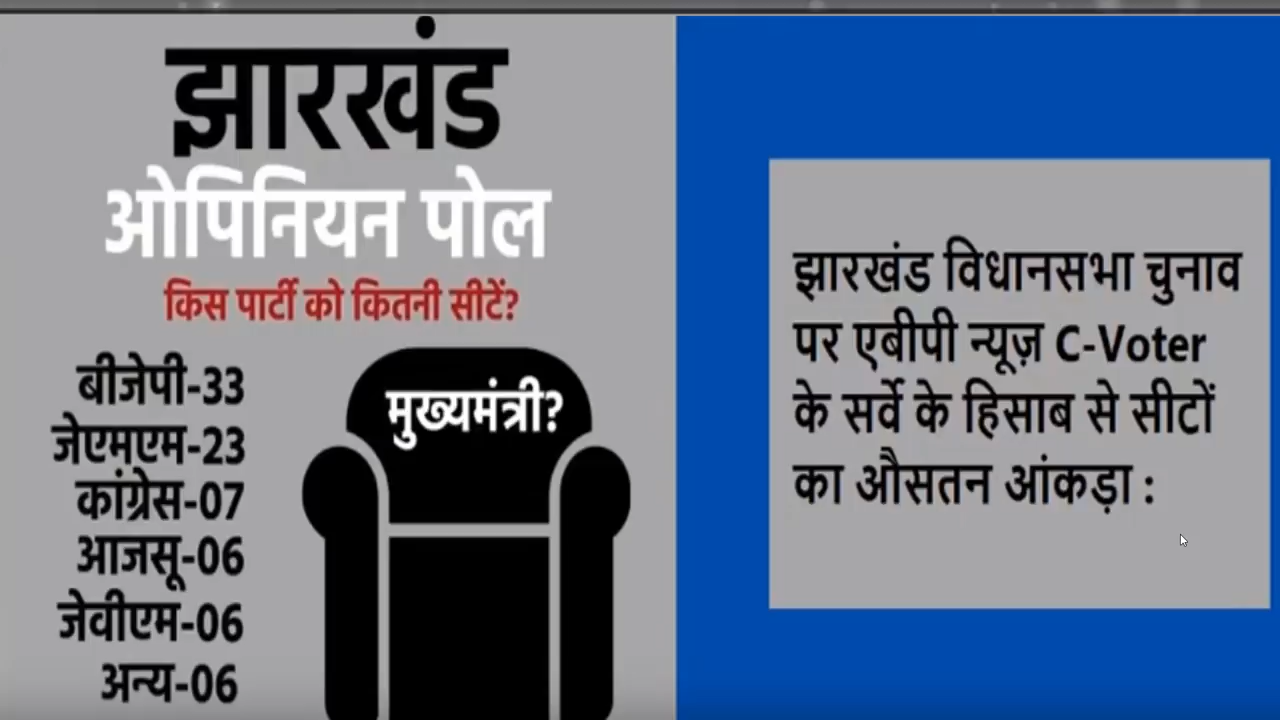 झारखंड
ओपिनियन पोल
किस पार्टी को कितनी सीटें?
बीजेपी-33
जेएमएम-23
कांग्रेस-07
आजसू-06
जेवीएम-06
अन्य-06
मुख्यमंत्री?
झारखंड विधानसभा चुनाव
पर एबीपी न्यूज़ C-Voter
के सर्वे के हिसाब से सीटों
का औसतन आंकड़ा :